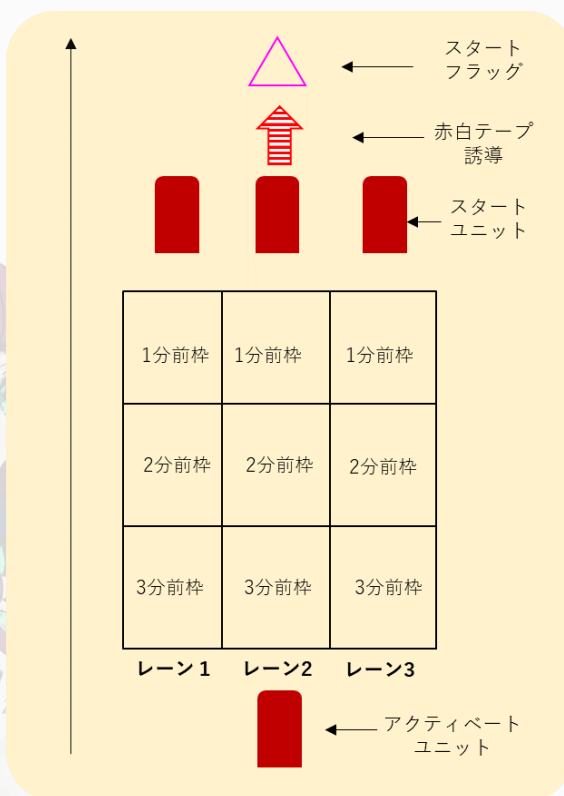 スタート
フラッグ
赤白テープ
誘導
スタート
ユニット
1分前枠 1分前枠 1分前枠
2分前枠 2分前枠 2分前枠
3分前枠 3分前枠 3分前枠
レーン1 レーン2 レーン3
アクティベート
ユニット